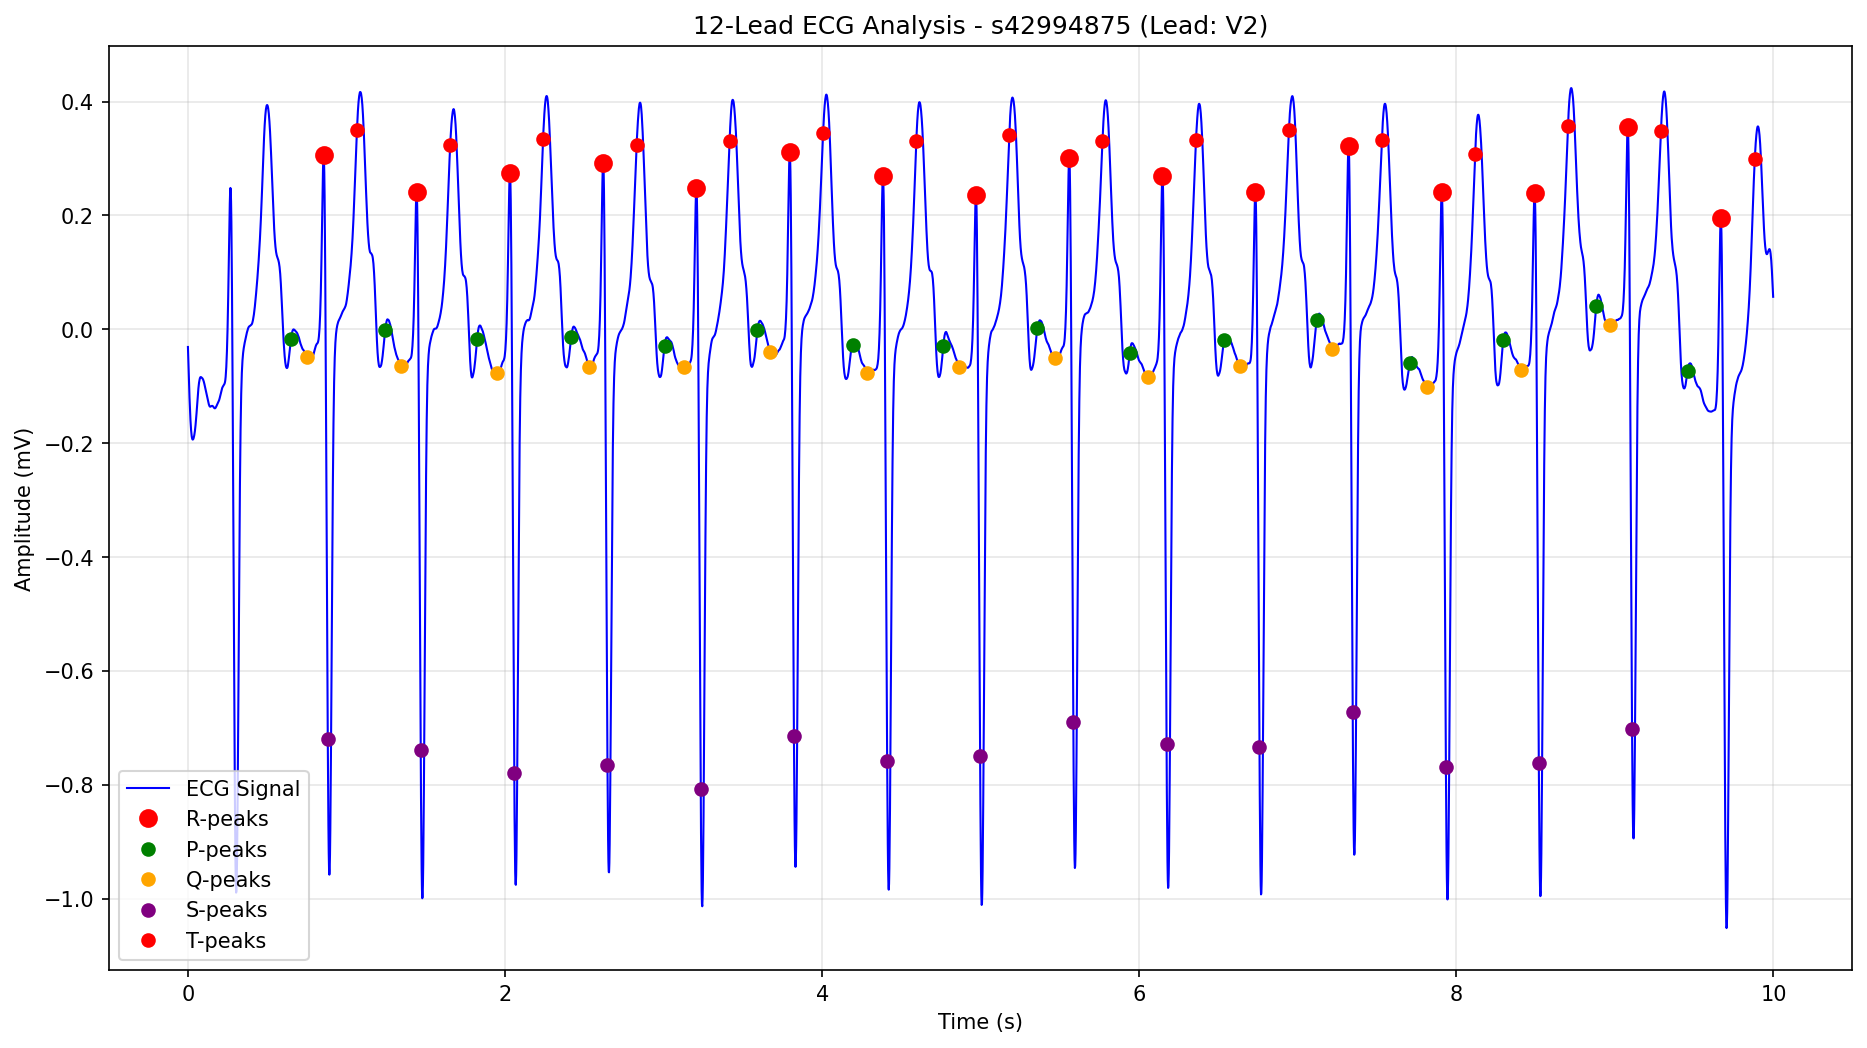 12-Lead ECG Analysis - s42994875 (Lead: V2)
Amplitude (mV)
0.4
0.2
0.0
−0.2
−0.4
−0.6
−0.8
−1.0
ECG Signal
R-peaks
P-peaks
Q-peaks
S-peaks
T-peaks
0 2 4 6 8 10
Time (s)